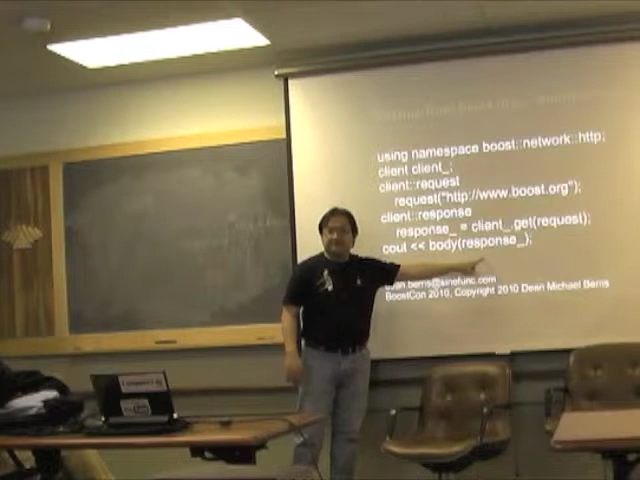 using namespace boost::network::http;
client client_;
client::request
request("http://www.boost.org");
client::response
response_ = client_.get(request);
cout << body(response_);
dean.berris@sinefunc.com
BoostCon 2010, Copyright 2010 Dean Michael Berris